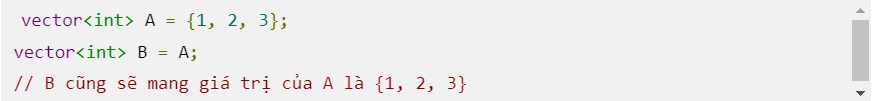 vector<int> A = {1, 2, 3};
vector<int> B = A;
// B cũng sẽ mang giá trị của A là {1, 2, 3}